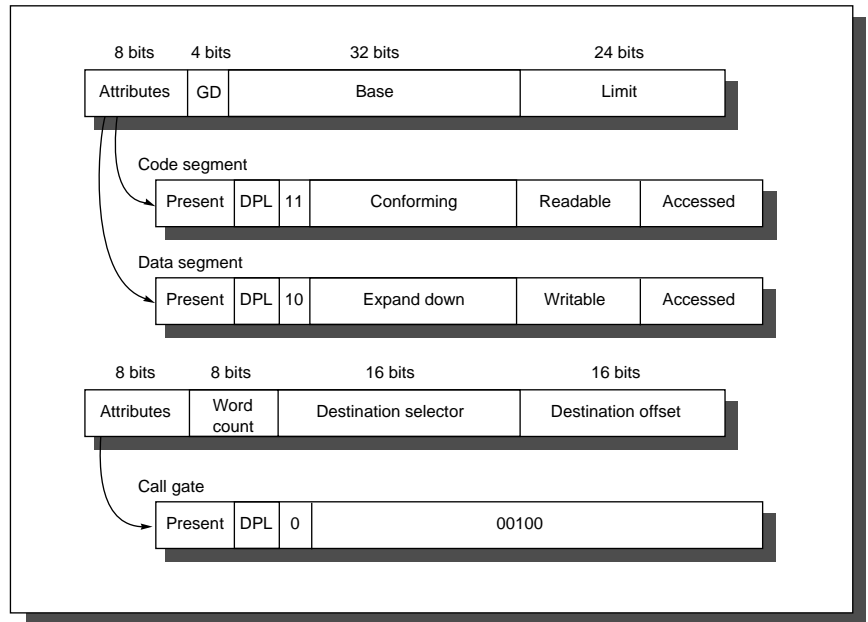 8 bits 4 bits 32 bits 24 bits
Attributes GD Base Limit
Code segment
Present DPL 11 Conforming Readable Accessed
Data segment
Present DPL 10 Expand down Writable Accessed
8 bits 8 bits 16 bits 16 bits
Attributes Word count Destination selector Destination offset
Call gate
Present DPL 0 00100